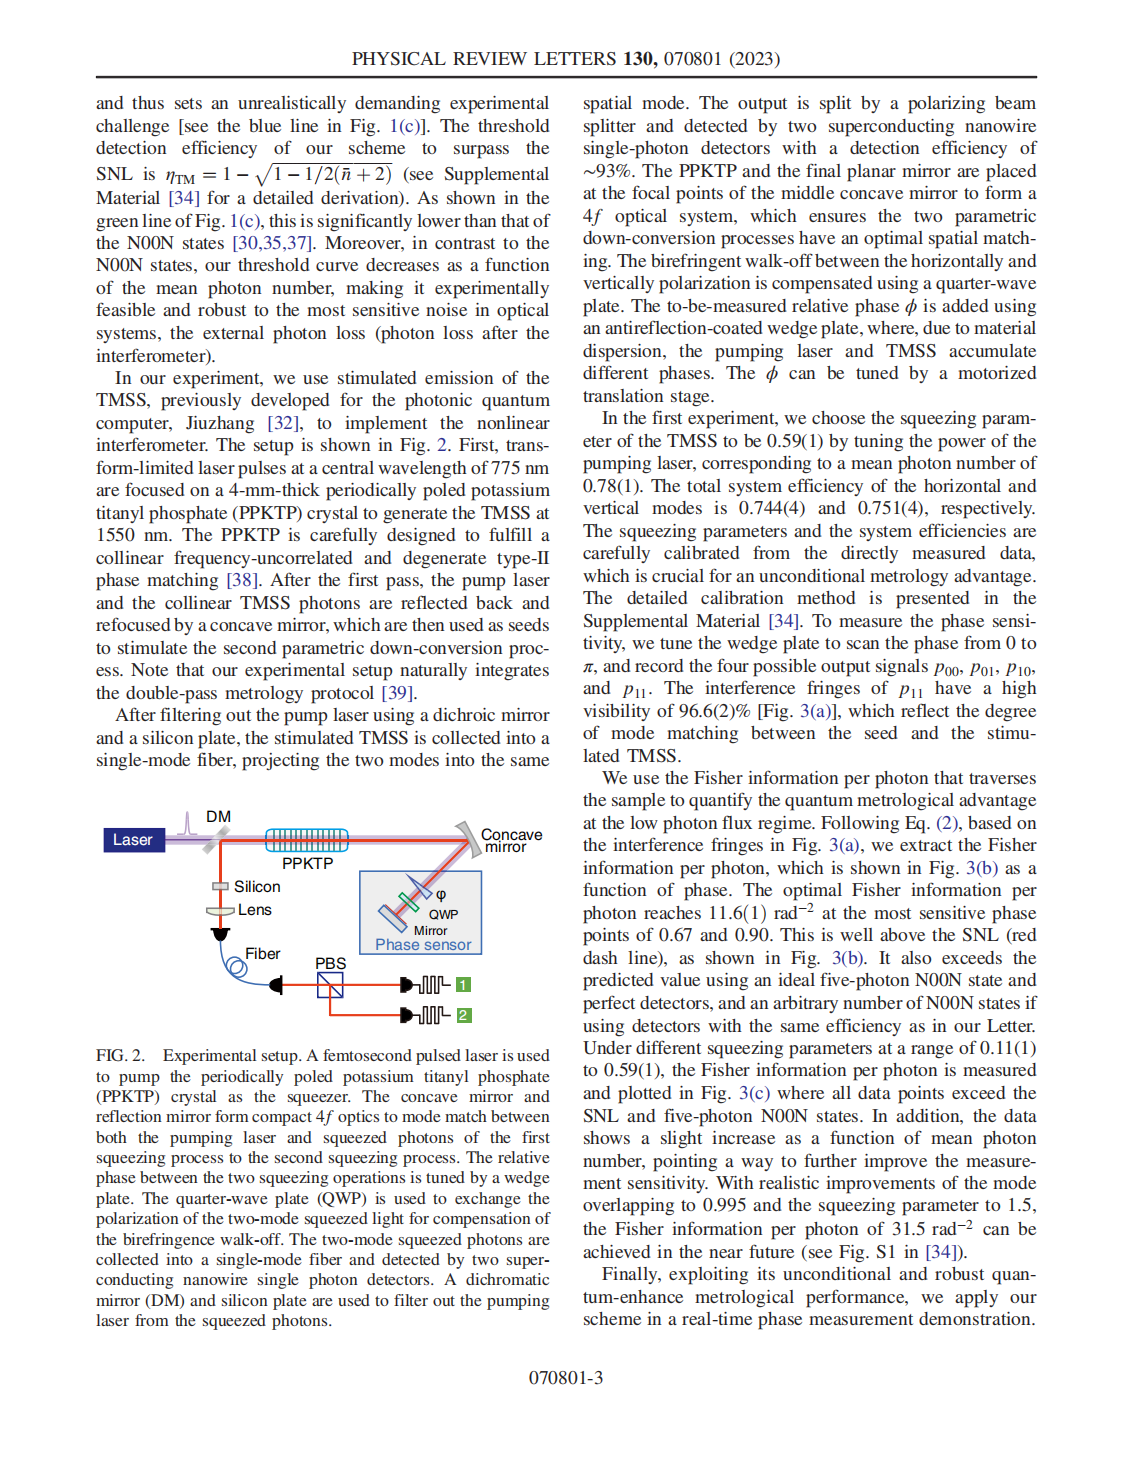 PHYSICAL REVIEW LETTERS 130, 070801 (2023)
and thus sets an unrealistically demanding experimental
challenge [see the blue line in Fig. 1(c)]. The threshold
detection efficiency of our scheme to surpass the
SNL is ηTM = 1 − √(1 − 1/2(n̄ + 2)) (see Supplemental
Material [34] for a detailed derivation). As shown in the
green line of Fig. 1(c), this is significantly lower than that of
the N00N states [30,35,37]. Moreover, in contrast to the
N00N states, our threshold curve decreases as a function
of the mean photon number, making it experimentally
feasible and robust to the most sensitive noise in optical
systems, the external photon loss (photon loss after the
interferometer).
In our experiment, we use stimulated emission of the
TMSS, previously developed for the photonic quantum
computer, Jiuzhang [32], to implement the nonlinear
interferometer. The setup is shown in Fig. 2. First, trans-
form-limited laser pulses at a central wavelength of 775 nm
are focused on a 4-mm-thick periodically poled potassium
titanyl phosphate (PPKTP) crystal to generate the TMSS at
1550 nm. The PPKTP is carefully designed to fulfill a
collinear frequency-uncorrelated and degenerate type-II
phase matching [38]. After the first pass, the pump laser
and the collinear TMSS photons are reflected back and
refocused by a concave mirror, which are then used as seeds
to stimulate the second parametric down-conversion proc-
ess. Note that our experimental setup naturally integrates
the double-pass metrology protocol [39].
After filtering out the pump laser using a dichroic mirror
and a silicon plate, the stimulated TMSS is collected into a
single-mode fiber, projecting the two modes into the same
Laser
DM
PPKTP
Concave
mirror
Silicon
Lens
φ
QWP
Mirror
Phase sensor
Fiber
PBS
1
2
FIG. 2. Experimental setup. A femtosecond pulsed laser is used
to pump the periodically poled potassium titanyl phosphate
(PPKTP) crystal as the squeezer. The concave mirror and
reflection mirror form compact 4f optics to mode match between
both the pumping laser and squeezed photons of the first
squeezing process to the second squeezing process. The relative
phase between the two squeezing operations is tuned by a wedge
plate. The quarter-wave plate (QWP) is used to exchange the
polarization of the two-mode squeezed light for compensation of
the birefringence walk-off. The two-mode squeezed photons are
collected into a single-mode fiber and detected by two super-
conducting nanowire single photon detectors. A dichromatic
mirror (DM) and silicon plate are used to filter out the pumping
laser from the squeezed photons.
spatial mode. The output is split by a polarizing beam
splitter and detected by two superconducting nanowire
single-photon detectors with a detection efficiency of
~93%. The PPKTP and the final planar mirror are placed
at the focal points of the middle concave mirror to form a
4f optical system, which ensures the two parametric
down-conversion processes have an optimal spatial match-
ing. The birefringent walk-off between the horizontally and
vertically polarization is compensated using a quarter-wave
plate. The to-be-measured relative phase ϕ is added using
an antireflection-coated wedge plate, where, due to material
dispersion, the pumping laser and TMSS accumulate
different phases. The ϕ can be tuned by a motorized
translation stage.
In the first experiment, we choose the squeezing param-
eter of the TMSS to be 0.59(1) by tuning the power of the
pumping laser, corresponding to a mean photon number of
0.78(1). The total system efficiency of the horizontal and
vertical modes is 0.744(4) and 0.751(4), respectively.
The squeezing parameters and the system efficiencies are
carefully calibrated from the directly measured data,
which is crucial for an unconditional metrology advantage.
The detailed calibration method is presented in the
Supplemental Material [34]. To measure the phase sensi-
tivity, we tune the wedge plate to scan the phase from 0 to
π, and record the four possible output signals p00, p01, p10,
and p11. The interference fringes of p11 have a high
visibility of 96.6(2)% [Fig. 3(a)], which reflect the degree
of mode matching between the seed and the stimu-
lated TMSS.
We use the Fisher information per photon that traverses
the sample to quantify the quantum metrological advantage
at the low photon flux regime. Following Eq. (2), based on
the interference fringes in Fig. 3(a), we extract the Fisher
information per photon, which is shown in Fig. 3(b) as a
function of phase. The optimal Fisher information per
photon reaches 11.6(1) rad⁻² at the most sensitive phase
points of 0.67 and 0.90. This is well above the SNL (red
dash line), as shown in Fig. 3(b). It also exceeds the
predicted value using an ideal five-photon N00N state and
perfect detectors, and an arbitrary number of N00N states if
using detectors with the same efficiency as in our Letter.
Under different squeezing parameters at a range of 0.11(1)
to 0.59(1), the Fisher information per photon is measured
and plotted in Fig. 3(c) where all data points exceed the
SNL and five-photon N00N states. In addition, the data
shows a slight increase as a function of mean photon
number, pointing a way to further improve the measure-
ment sensitivity. With realistic improvements of the mode
overlapping to 0.995 and the squeezing parameter to 1.5,
the Fisher information per photon of 31.5 rad⁻² can be
achieved in the near future (see Fig. S1 in [34]).
Finally, exploiting its unconditional and robust quan-
tum-enhance metrological performance, we apply our
scheme in a real-time phase measurement demonstration.
070801-3